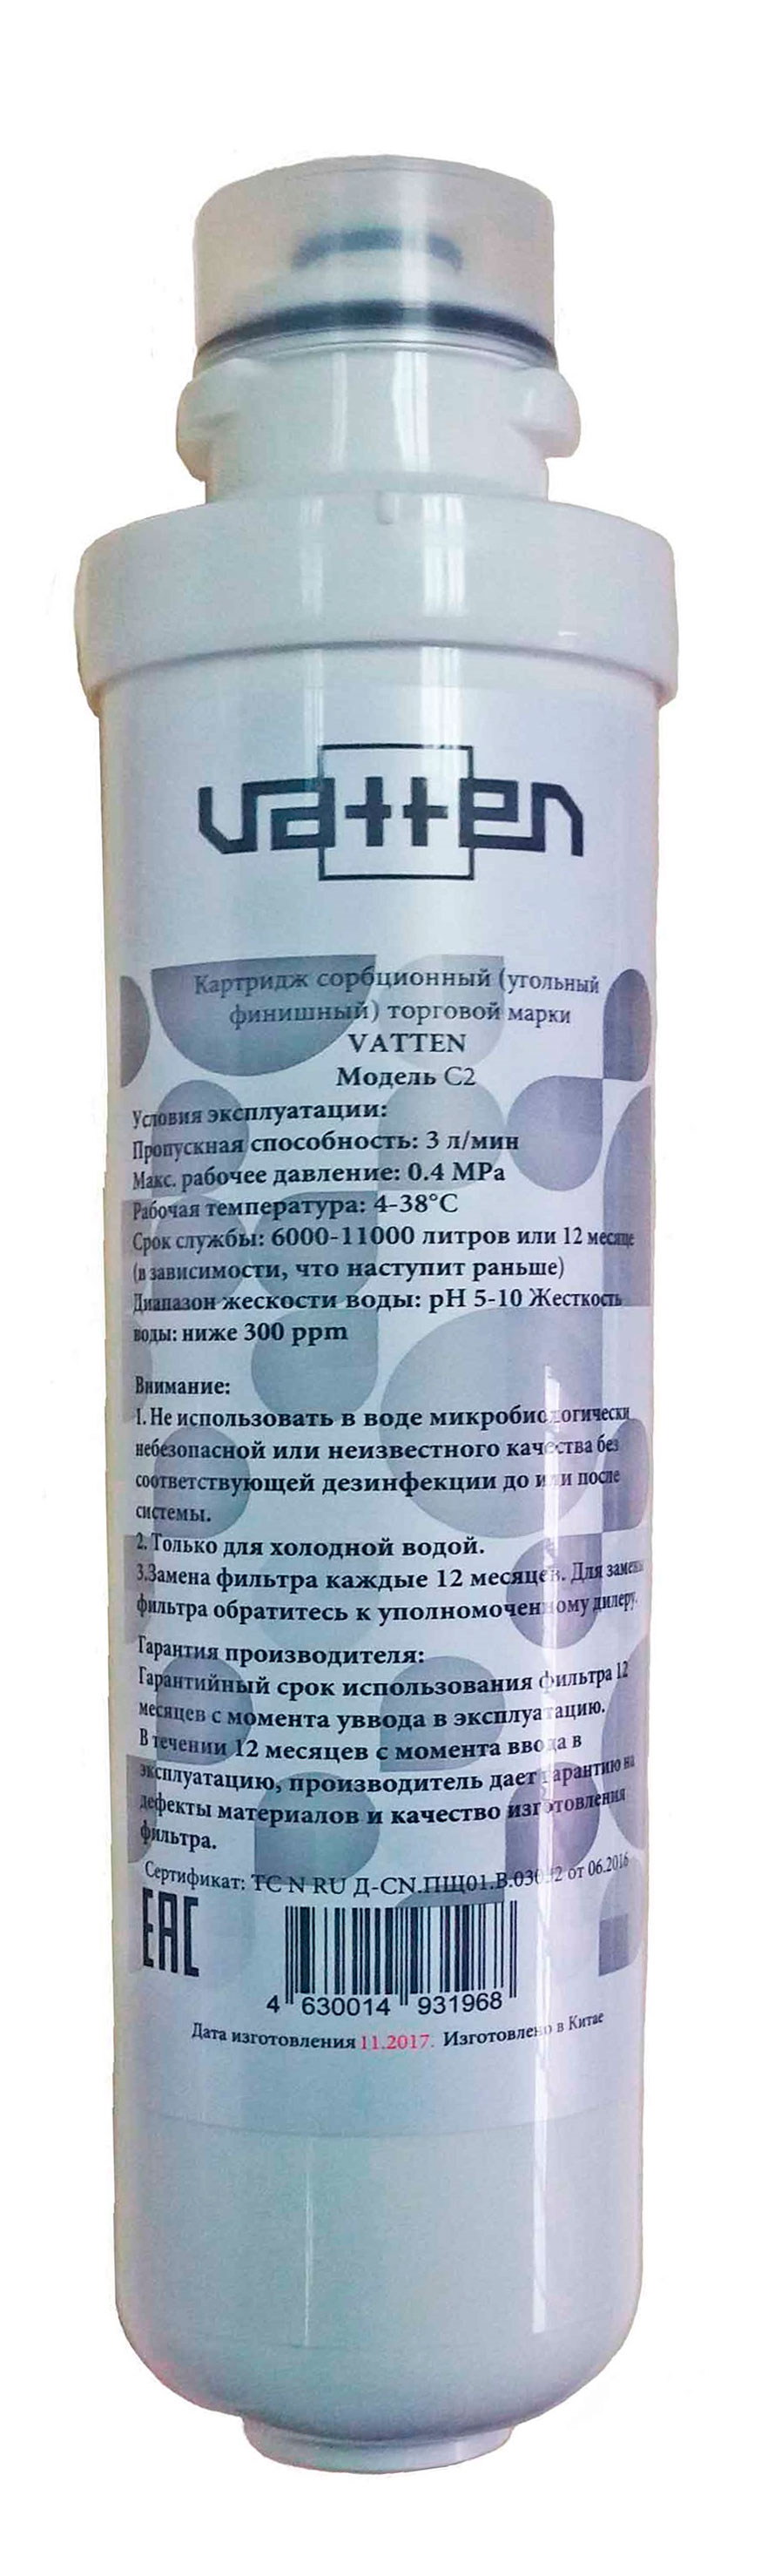 vatten
Картридж сорбционный (угольный
финишный) торговой марки
VATTEN
Модель C2
Условия эксплуатации:
Пропускная способность: 3 л/мин
Макс. рабочее давление: 0.4 MPa
Рабочая температура: 4-38°C
Срок службы: 6000-11000 литров или 12 месяце
(в зависимости, что наступит раньше)
Диапазон жескости воды: pH 5-10 Жесткость
воды: ниже 300 ppm
Внимание:
1. Не использовать в воде микробиологически
небезопасной или неизвестного качества без
соответствующей дезинфекции до или после
системы.
2. Только для холодной водой.
3.Замена фильтра каждые 12 месяцев. Для замены
фильтра обратитесь к уполномоченному дилеру.
Гарантия производителя:
Гарантийный срок использования фильтра 12
месяцев с момента уввода в эксплуатацию.
В течении 12 месяцев с момента ввода в
эксплуатацию, производитель дает гарантию на
дефекты материалов и качество изготовления
фильтра.
Сертификат: ТС N RU Д-CN.ПЩ01.В. от 06.2016
EAC
4 630014 931968
Дата изготовления 11.2017. Изготовлено в Китае